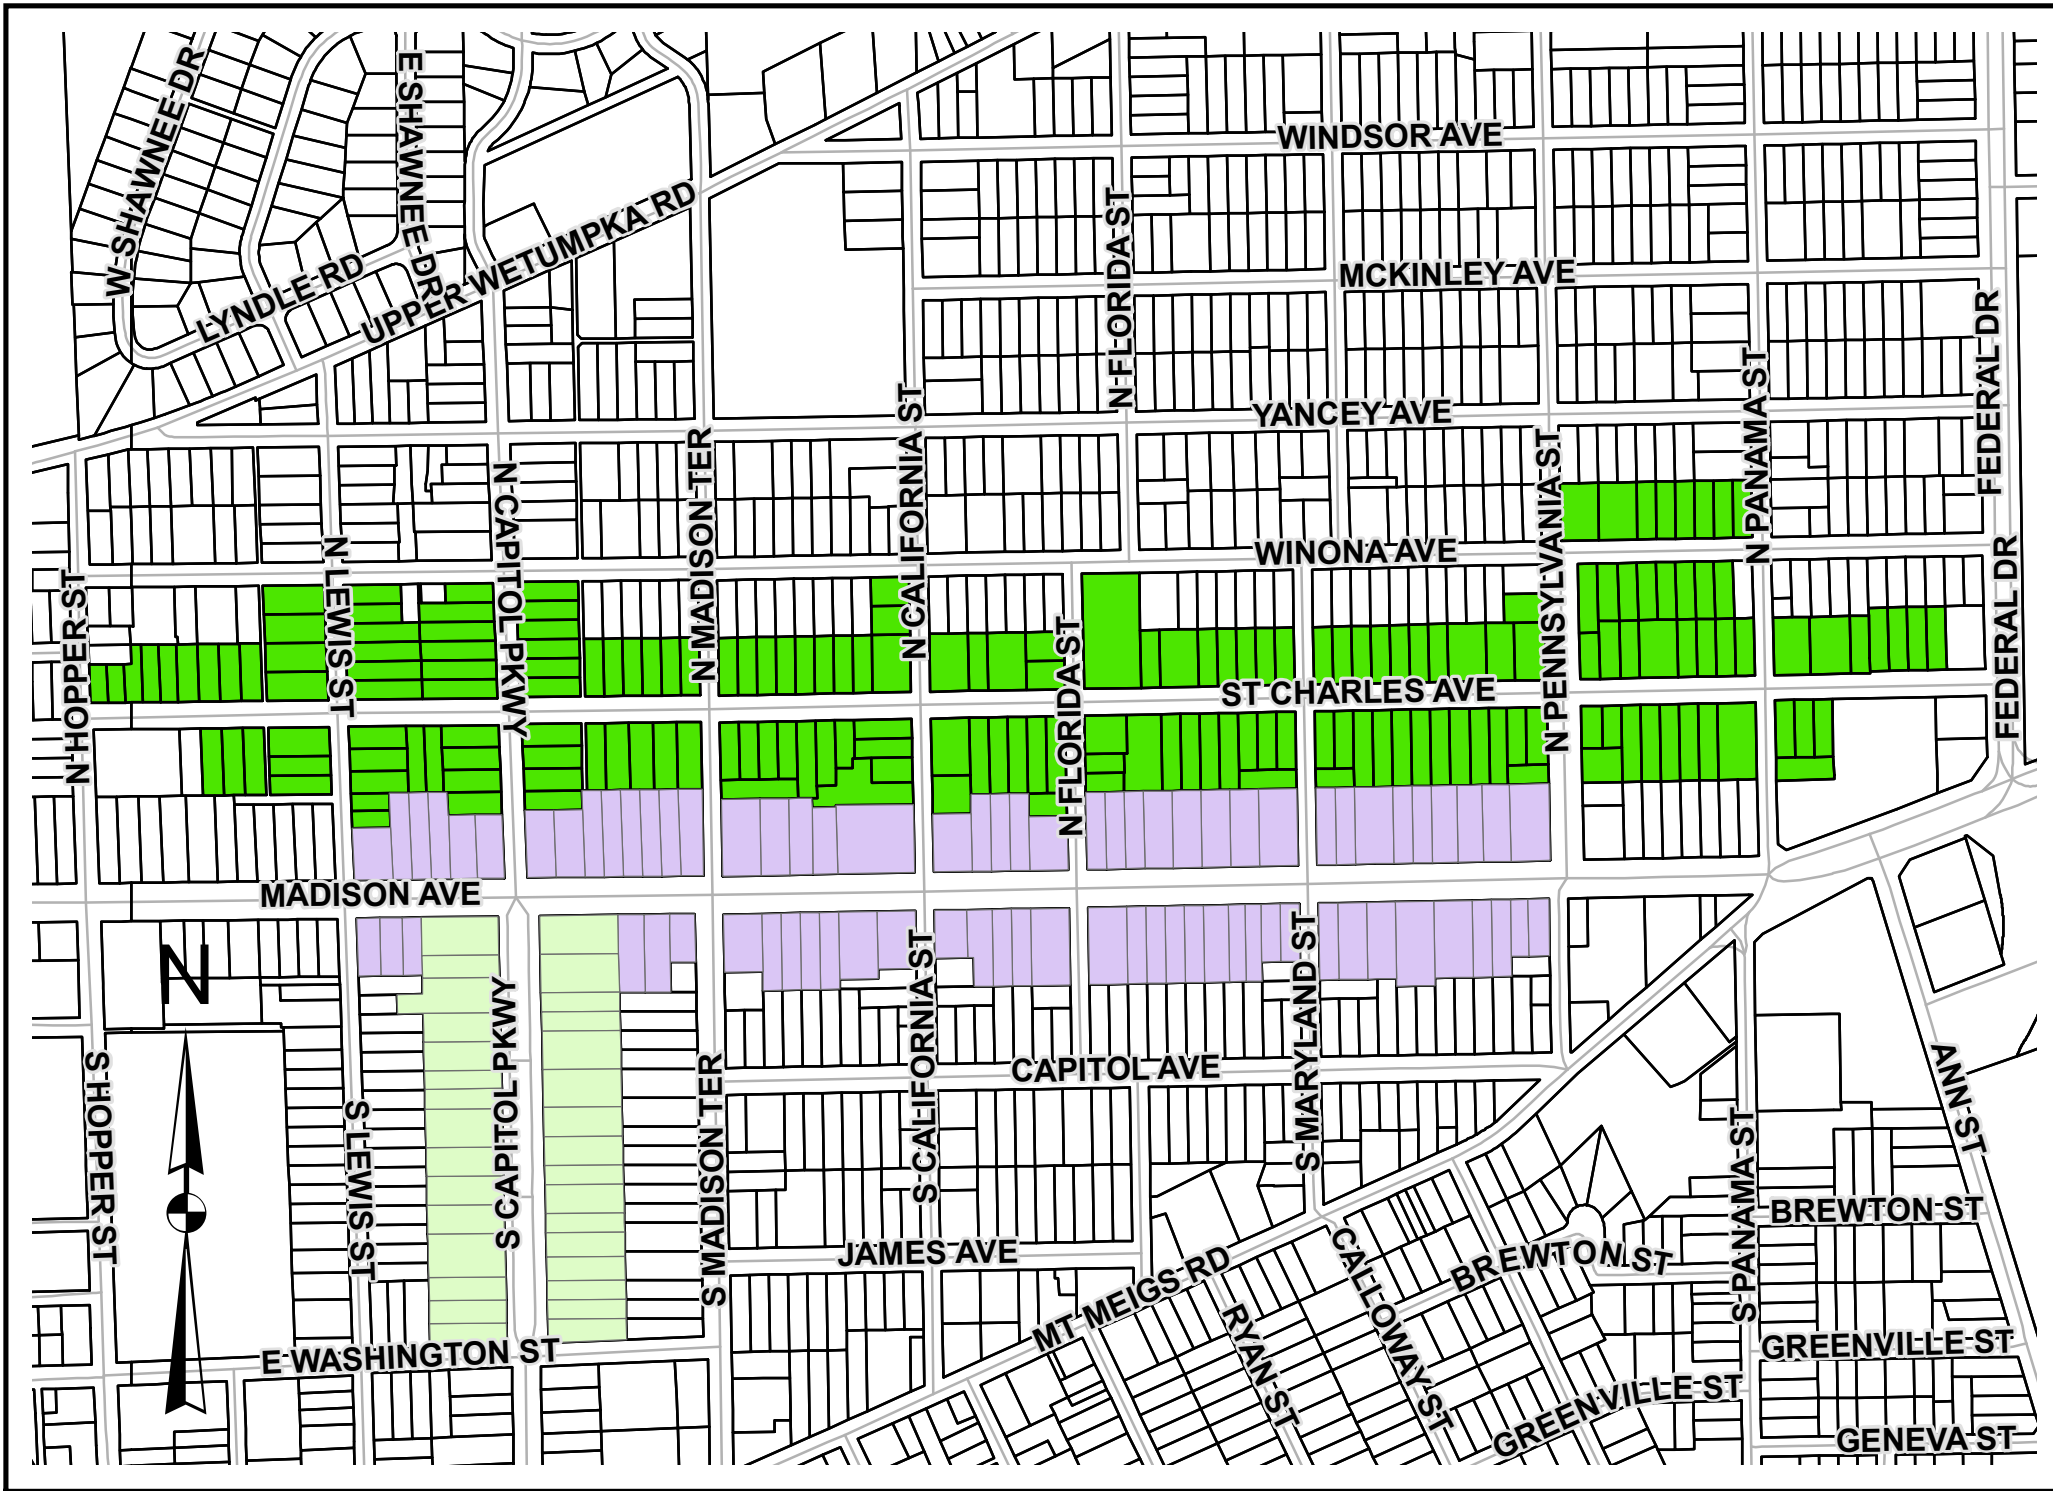 W SHAWNEE DR
E SHAWNEE DR
WINDSOR AVE
LYNDLE RD
UPPER WETUMPKA RD
N FLORIDA ST
MCKINLEY AVE
FEDERAL DR
YANCEY AVE
N PANAMA ST
N CALIFORNIA ST
N MADISON TER
N CAPITOL PKWY
N PENNSYLVANIA ST
N LEWIS ST
N HOPPER ST
WINONA AVE
FEDERAL DR
N FLORIDA ST
ST CHARLES AVE
MADISON AVE
N
S CALIFORNIA ST
S MARYLAND ST
S CAPITOL PKWY
S HOPPER ST
S LEWIS ST
S MADISON TER
CAPITOL AVE
ANN ST
S PANAMA ST
BREWTON ST
JAMES AVE
MT MEIGS RD
CALLOWAY ST
BREWTON ST
RYAN ST
E WASHINGTON ST
GREENVILLE ST
GREENVILLE ST
GENEVA ST